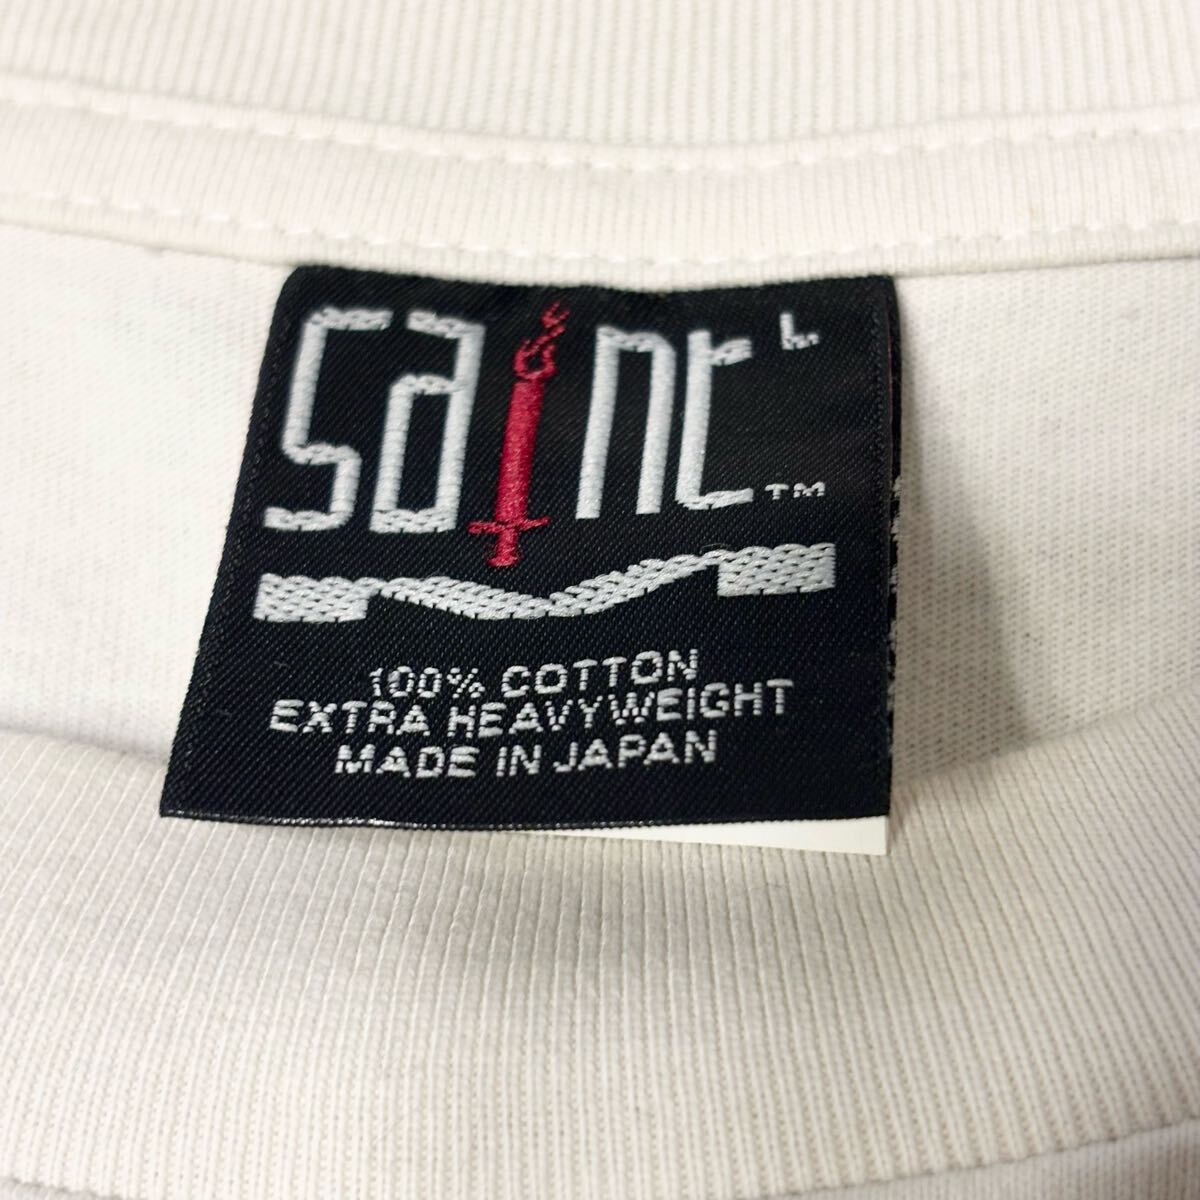 saint L
™
100% COTTON
EXTRA HEAVYWEIGHT
MADE IN JAPAN